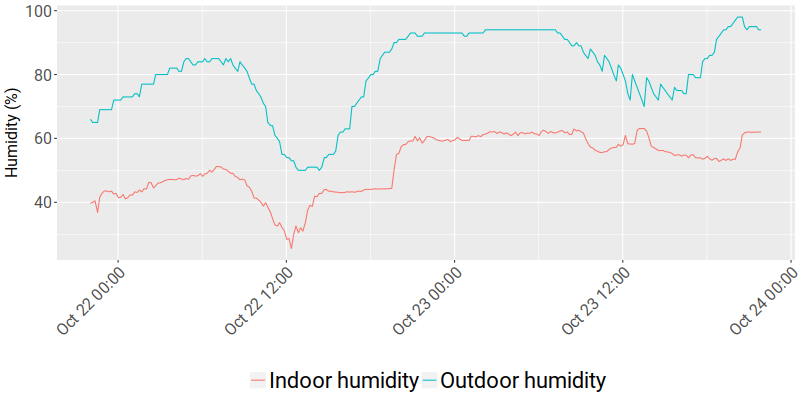 100
80
60
40
Humidity (%)
Oct 22 00:00
Oct 22 12:00
Oct 23 00:00
Oct 23 12:00
Oct 24 00:00
Indoor humidity Outdoor humidity